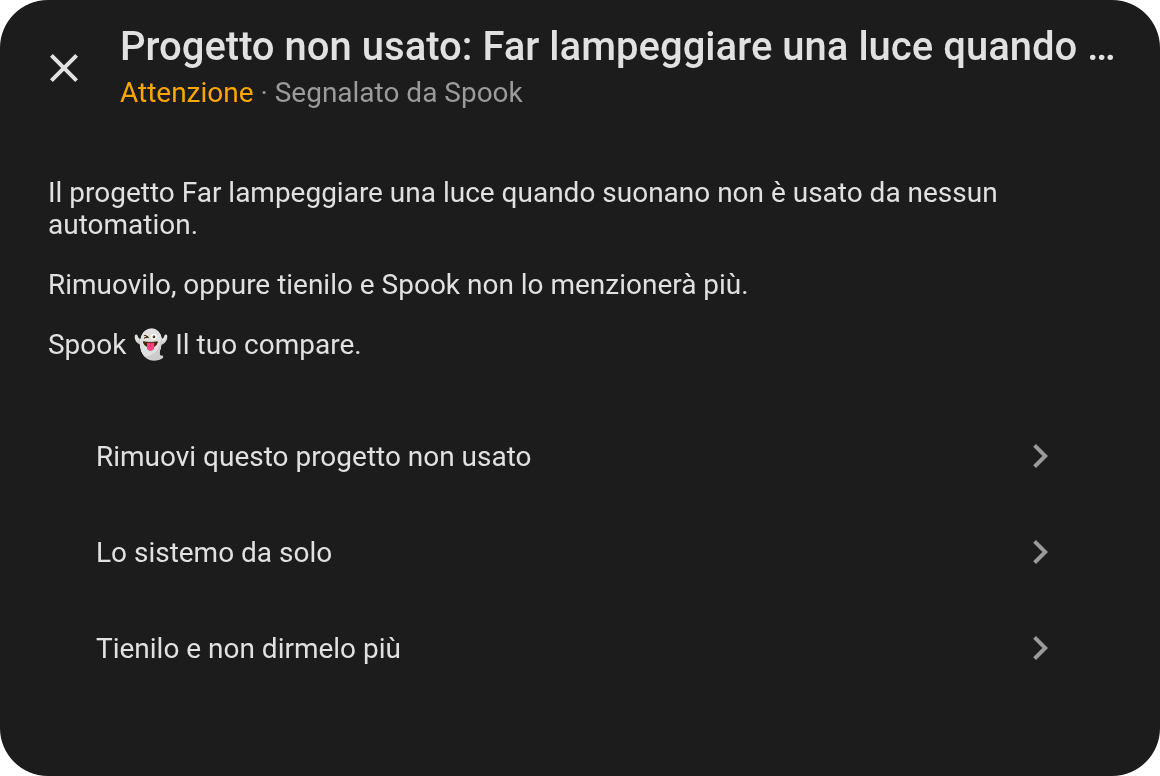 Progetto non usato: Far lampeggiare una luce quando ...
Attenzione · Segnalato da Spook
Il progetto Far lampeggiare una luce quando suonano non è usato da nessun
automation.
Rimuovilo, oppure tienilo e Spook non lo menzionerà più.
Spook 👻 Il tuo compare.
Rimuovi questo progetto non usato
Lo sistemo da solo
Tienilo e non dirmelo più